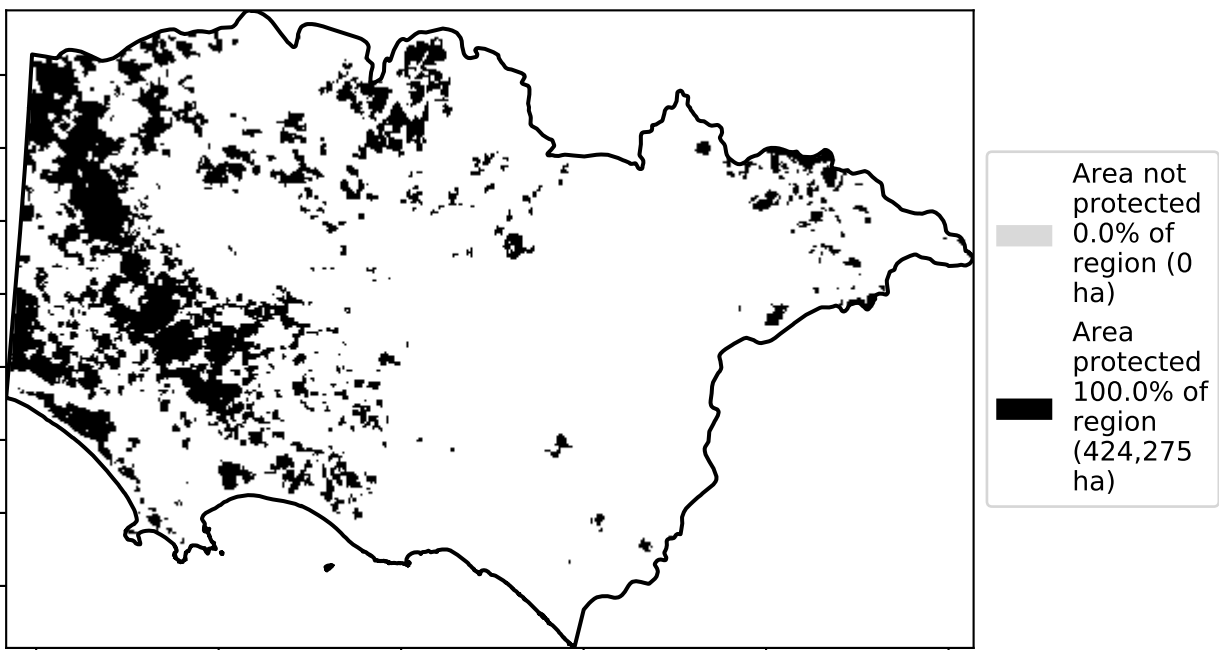 Area not
protected
0.0% of
region (0
ha)
Area
protected
100.0% of
region
(424,275
ha)